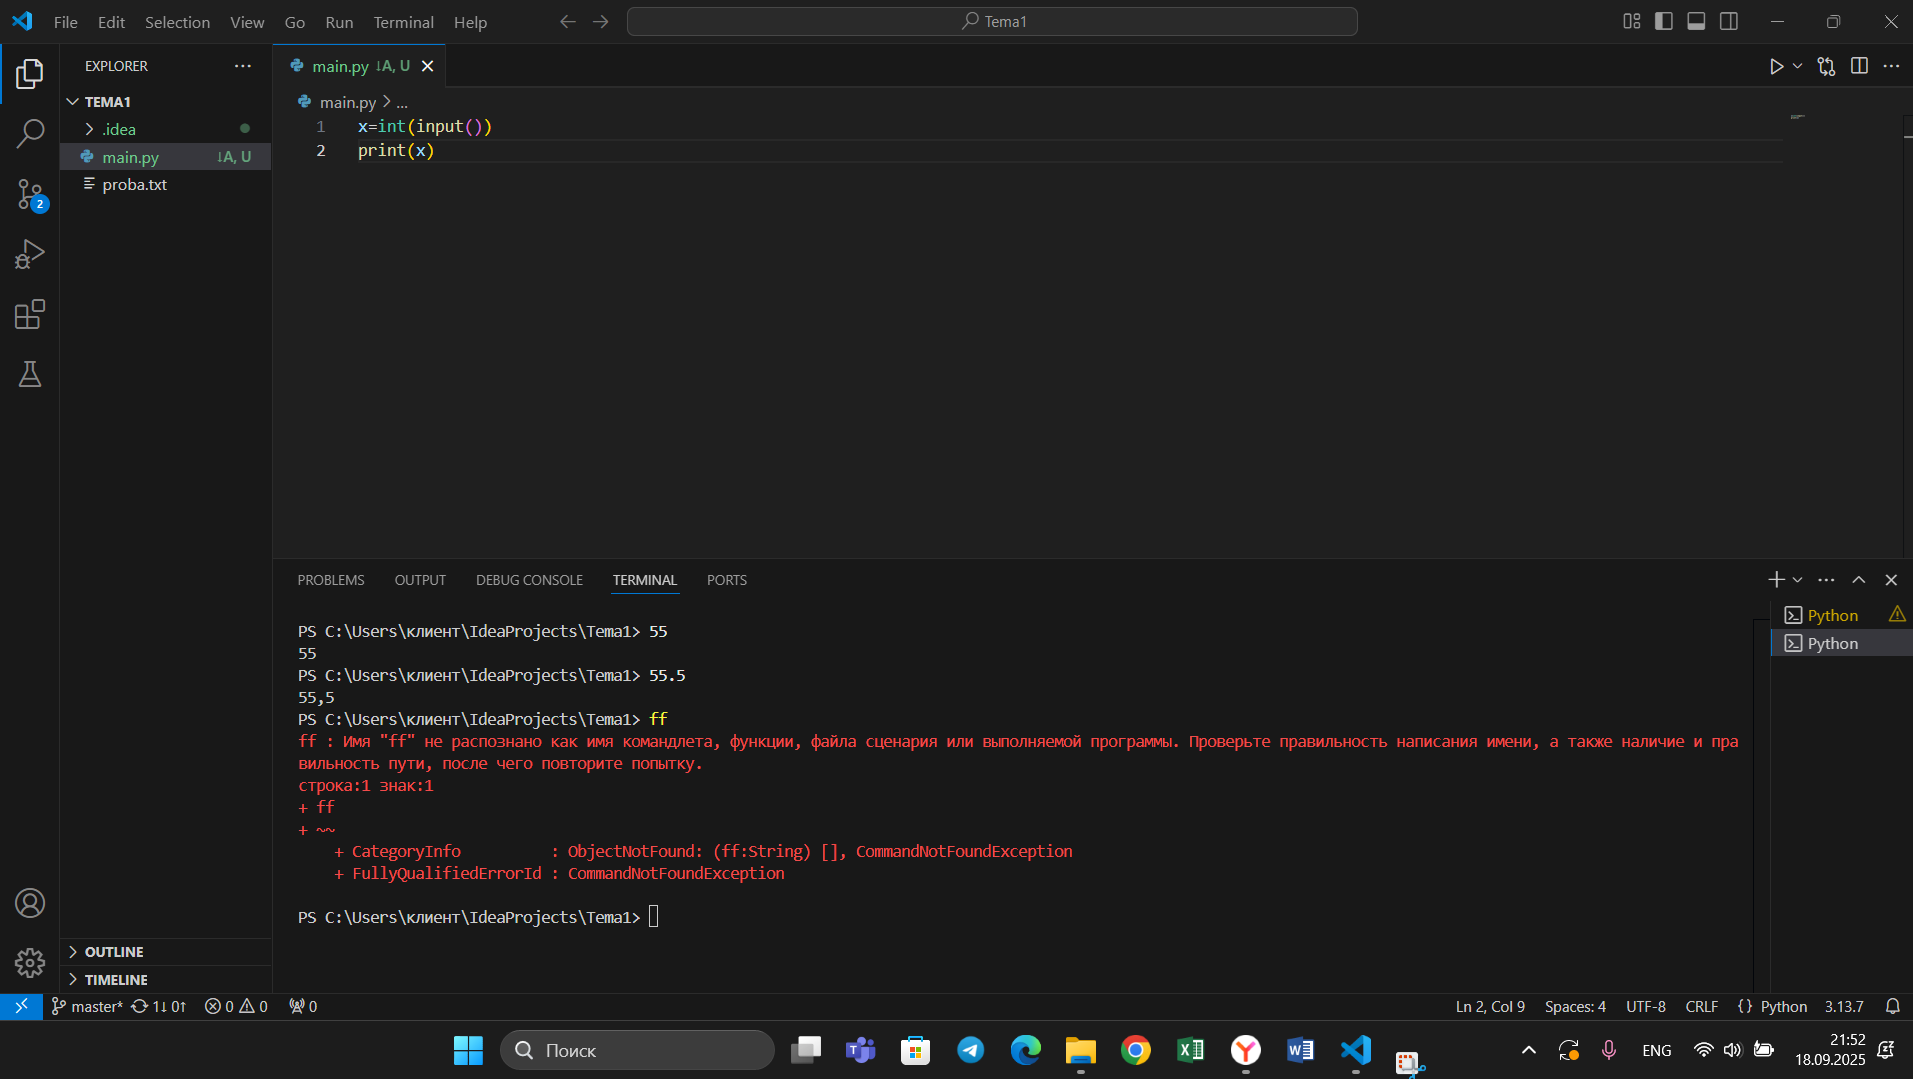 File Edit Selection View Go Run Terminal Help
Tema1
EXPLORER
TEMA1
.idea
main.py ↓A, U
proba.txt
main.py ↓A, U
main.py > ...
1 x=int(input())
2 print(x)
2
PROBLEMS OUTPUT DEBUG CONSOLE TERMINAL PORTS
Python
Python
PS C:\Users\клиент\IdeaProjects\Tema1> 55
55
PS C:\Users\клиент\IdeaProjects\Tema1> 55.5
55,5
PS C:\Users\клиент\IdeaProjects\Tema1> ff
ff : Имя "ff" не распознано как имя командлета, функции, файла сценария или выполняемой программы. Проверьте правильность написания имени, а также наличие и пра
вильность пути, после чего повторите попытку.
строка:1 знак:1
+ ff
+ ~~
    + CategoryInfo          : ObjectNotFound: (ff:String) [], CommandNotFoundException
    + FullyQualifiedErrorId : CommandNotFoundException
PS C:\Users\клиент\IdeaProjects\Tema1>
OUTLINE
TIMELINE
master* 1↓ 0↑ 0 0 0
Ln 2, Col 9 Spaces: 4 UTF-8 CRLF {} Python 3.13.7
Поиск
ENG
21:52
18.09.2025